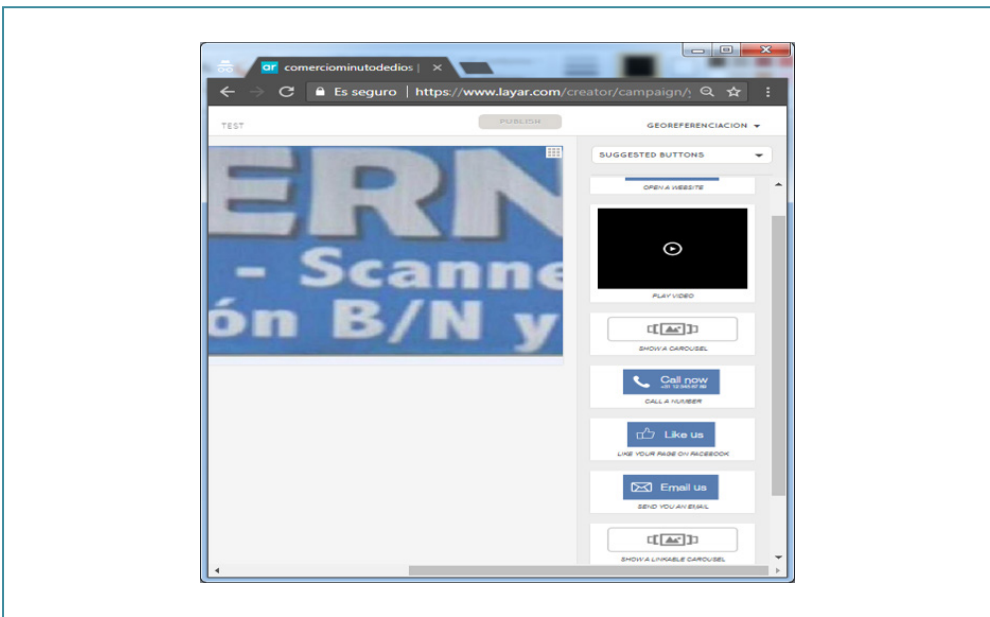 ar comerciominutodedios |
Es seguro | https://www.layar.com/creator/campaign/
TEST
PUBLISH
GEOREFERENCIACION
ERN
- Scanne
ón B/N y
SUGGESTED BUTTONS
OPEN A WEBSITE
PLAY VIDEO
SHOW A CAROUSEL
Call now
CALL A NUMBER
Like us
LIKE YOUR PAGE ON FACEBOOK
Email us
SEND YOU AN EMAIL
SHOW A LINKABLE CAROUSEL